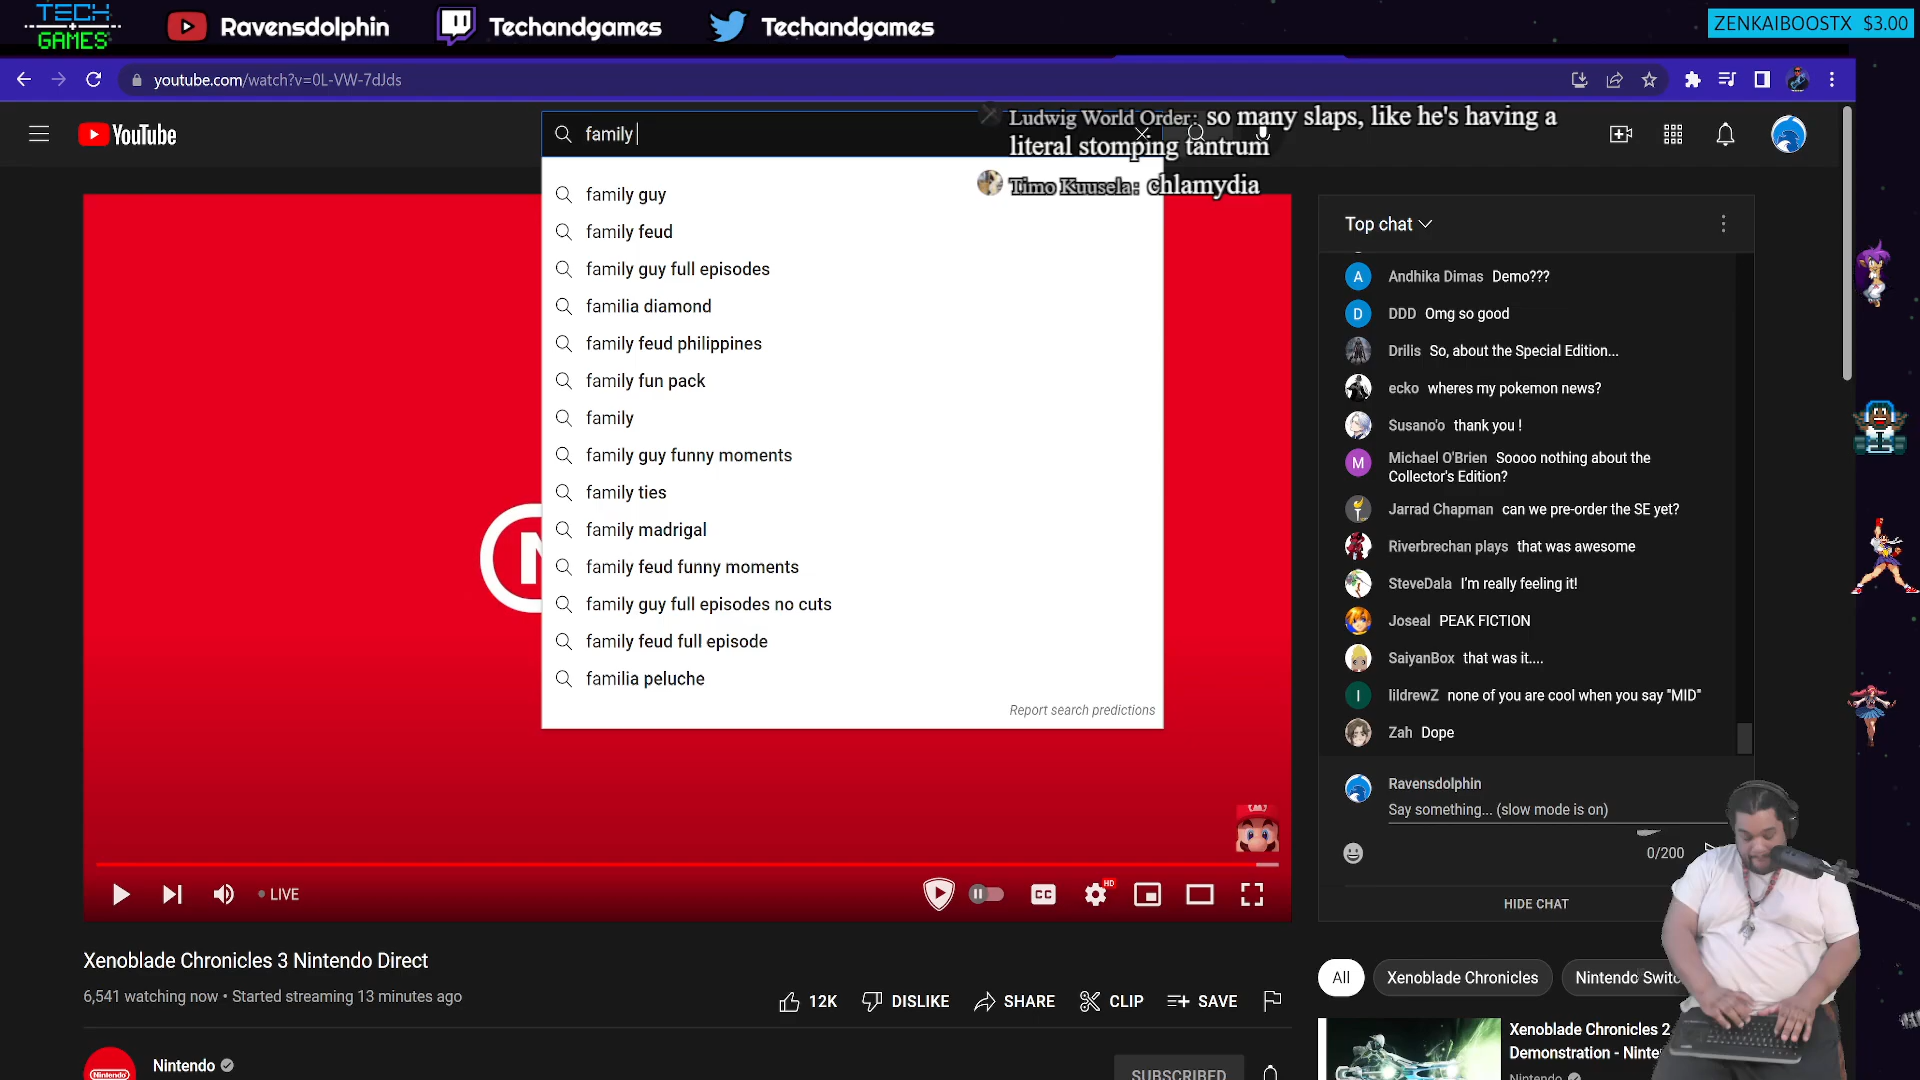 TECH
GAMES
Ravensdolphin
Techandgames
Techandgames
ZENKAIBOOSTX $3.00
youtube.com/watch?v=0L-VW-7dJds
YouTube
family
Ludwig World Order: so many slaps, like he's having a
literal stomping tantrum
Timo Kuusela: chlamydia
family guy
family feud
family guy full episodes
familia diamond
family feud philippines
family fun pack
family
family guy funny moments
family ties
family madrigal
family feud funny moments
family guy full episodes no cuts
family feud full episode
familia peluche
Report search predictions
Top chat
Andhika Dimas Demo???
DDD Omg so good
Drilis So, about the Special Edition...
ecko wheres my pokemon news?
Susano'o thank you !
Michael O'Brien Soooo nothing about the
Collector's Edition?
Jarrad Chapman can we pre-order the SE yet?
Riverbrechan plays that was awesome
SteveDala I'm really feeling it!
Joseal PEAK FICTION
SaiyanBox that was it....
lildrewZ none of you are cool when you say "MID"
Zah Dope
Ravensdolphin
Say something... (slow mode is on)
0/200
HIDE CHAT
LIVE
CC
HD
Xenoblade Chronicles 3 Nintendo Direct
6,541 watching now • Started streaming 13 minutes ago
12K
DISLIKE
SHARE
CLIP
SAVE
Nintendo
Nintendo
SUBSCRIBED
All
Xenoblade Chronicles
Nintendo
Xenoblade Chronicles 2
Demonstration -
Nintendo